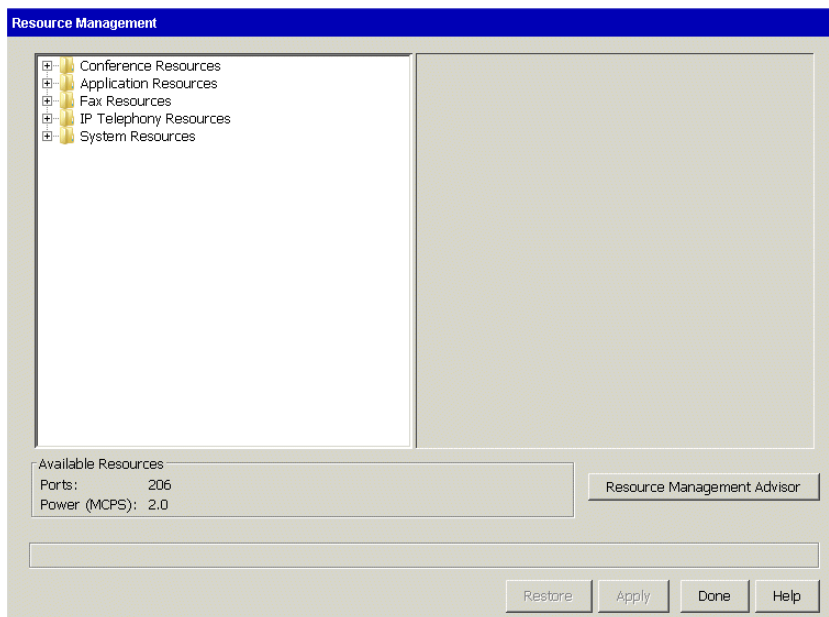 Resource Management
Conference Resources
Application Resources
Fax Resources
IP Telephony Resources
System Resources
Available Resources
Ports: 206
Power (MCPS): 2.0
Resource Management Advisor
Restore Apply Done Help